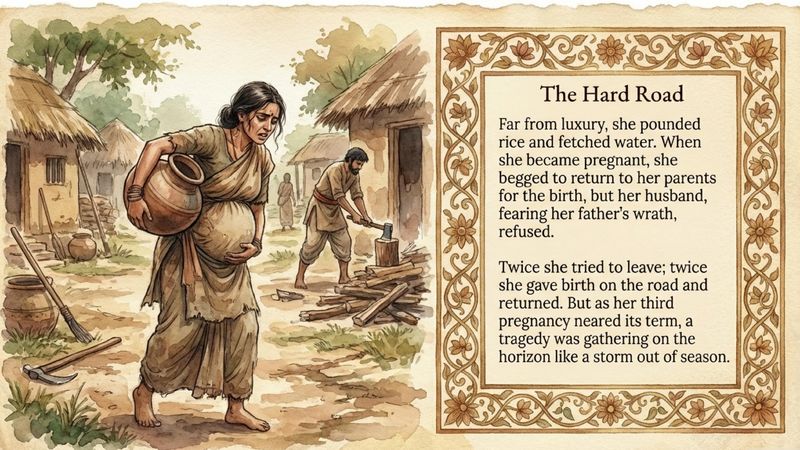 The Hard Road
Far from luxury, she pounded
rice and fetched water. When
she became pregnant, she
begged to return to her parents
for the birth, but her husband,
fearing her father's wrath,
refused.
Twice she tried to leave; twice
she gave birth on the road and
returned. But as her third
pregnancy neared its term, a
tragedy was gathering on the
horizon like a storm out of season.